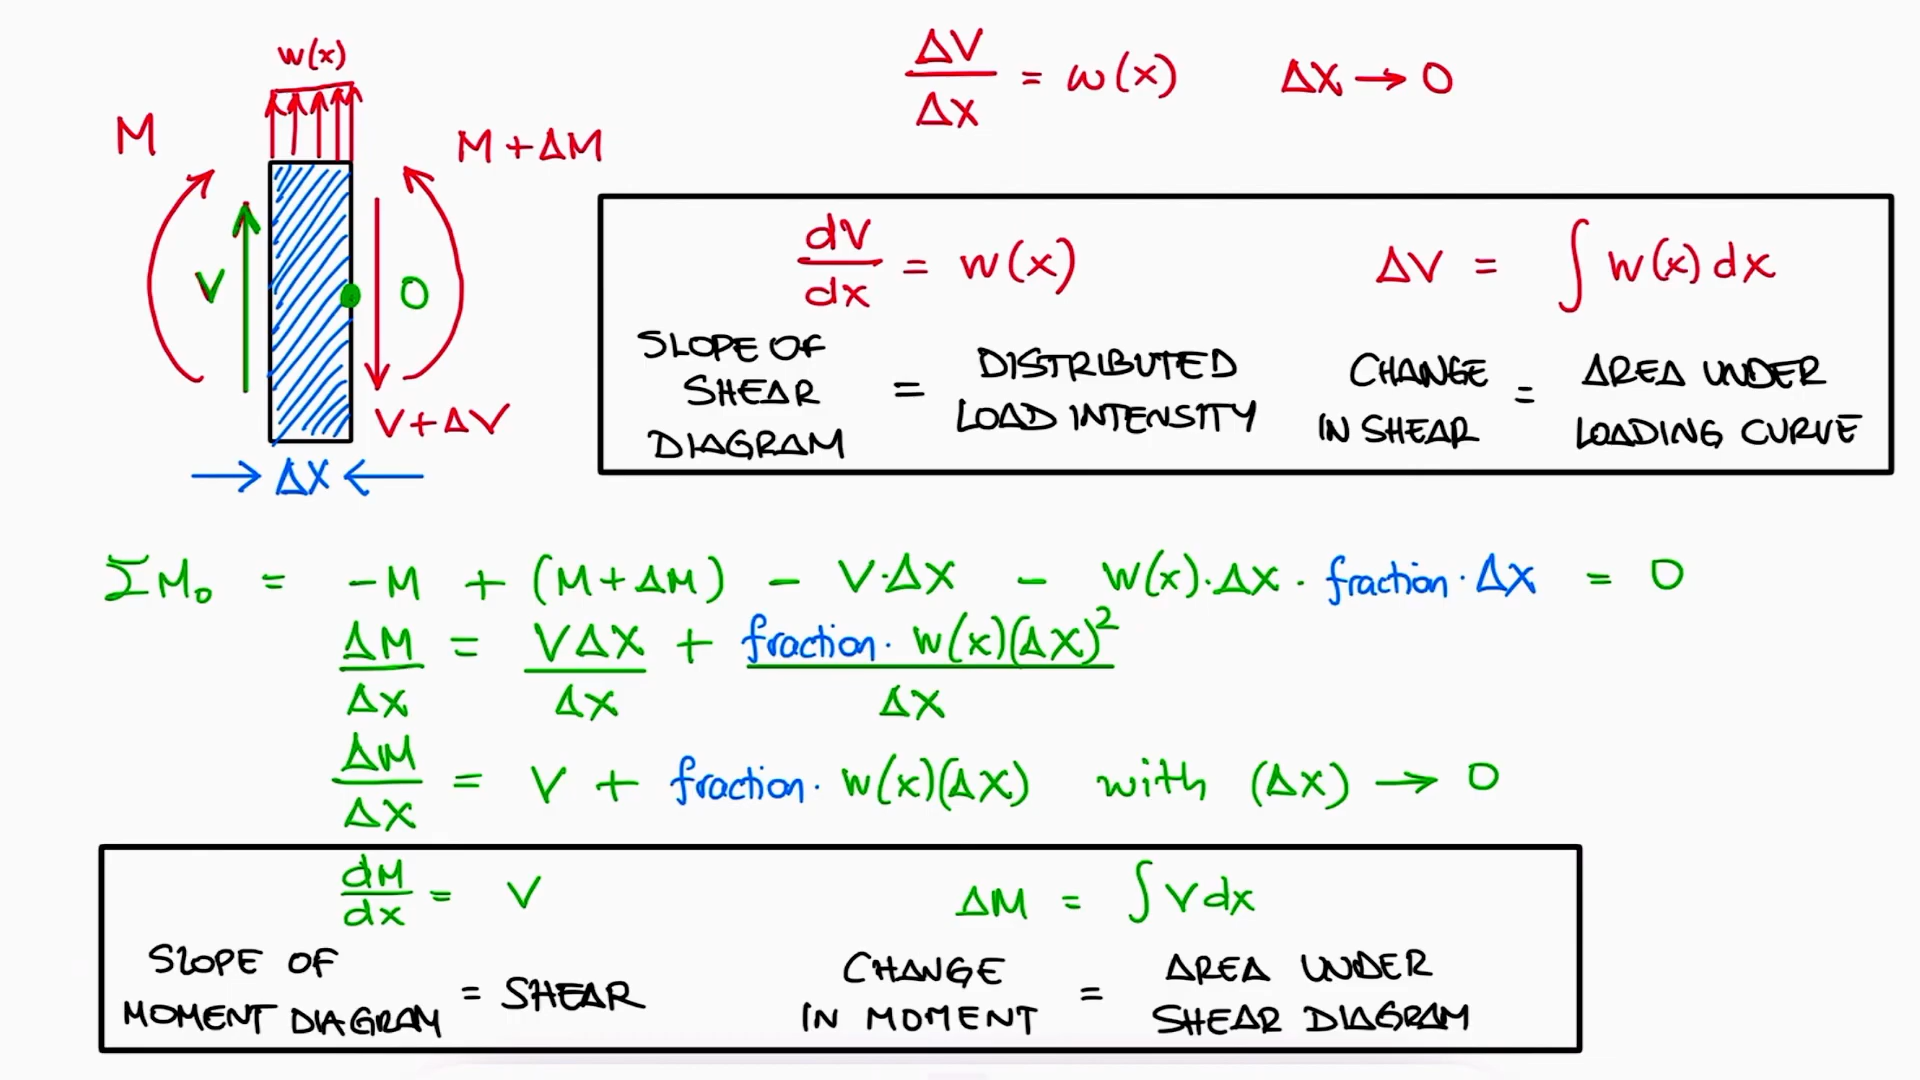 w(x)
M
M + ΔM
V
O
V + ΔV
ΔX
ΔV/ΔX = w(x) ΔX → 0
dV/dx = w(x)
ΔV = ∫ w(x) dx
SLOPE OF
SHEAR
DIAGRAM
=
DISTRIBUTED
LOAD INTENSITY
CHANGE
IN SHEAR
=
AREA UNDER
LOADING CURVE
ΣM₀ = -M + (M+ΔM) - V·ΔX - W(x)·ΔX · fraction · ΔX = 0
ΔM/ΔX = VΔX/ΔX + fraction · W(x)(ΔX)²/ΔX
ΔM/ΔX = V + fraction · W(x)(ΔX) with (ΔX) → 0
dM/dx = V
ΔM = ∫ V dx
SLOPE OF
MOMENT DIAGRAM
= SHEAR
CHANGE
IN MOMENT
=
AREA UNDER
SHEAR DIAGRAM